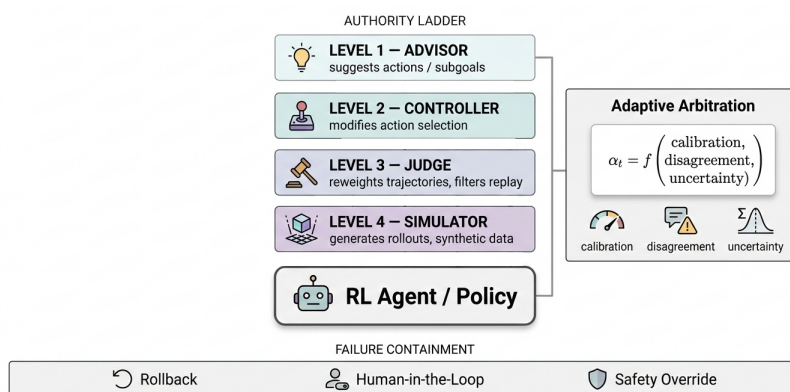 AUTHORITY LADDER
LEVEL 1 — ADVISOR
suggests actions / subgoals
LEVEL 2 — CONTROLLER
modifies action selection
LEVEL 3 — JUDGE
reweights trajectories, filters replay
LEVEL 4 — SIMULATOR
generates rollouts, synthetic data
RL Agent / Policy
Adaptive Arbitration
calibration,
αₜ = f ( disagreement, )
uncertainty)
Σ
calibration disagreement uncertainty
FAILURE CONTAINMENT
Rollback Human-in-the-Loop Safety Override